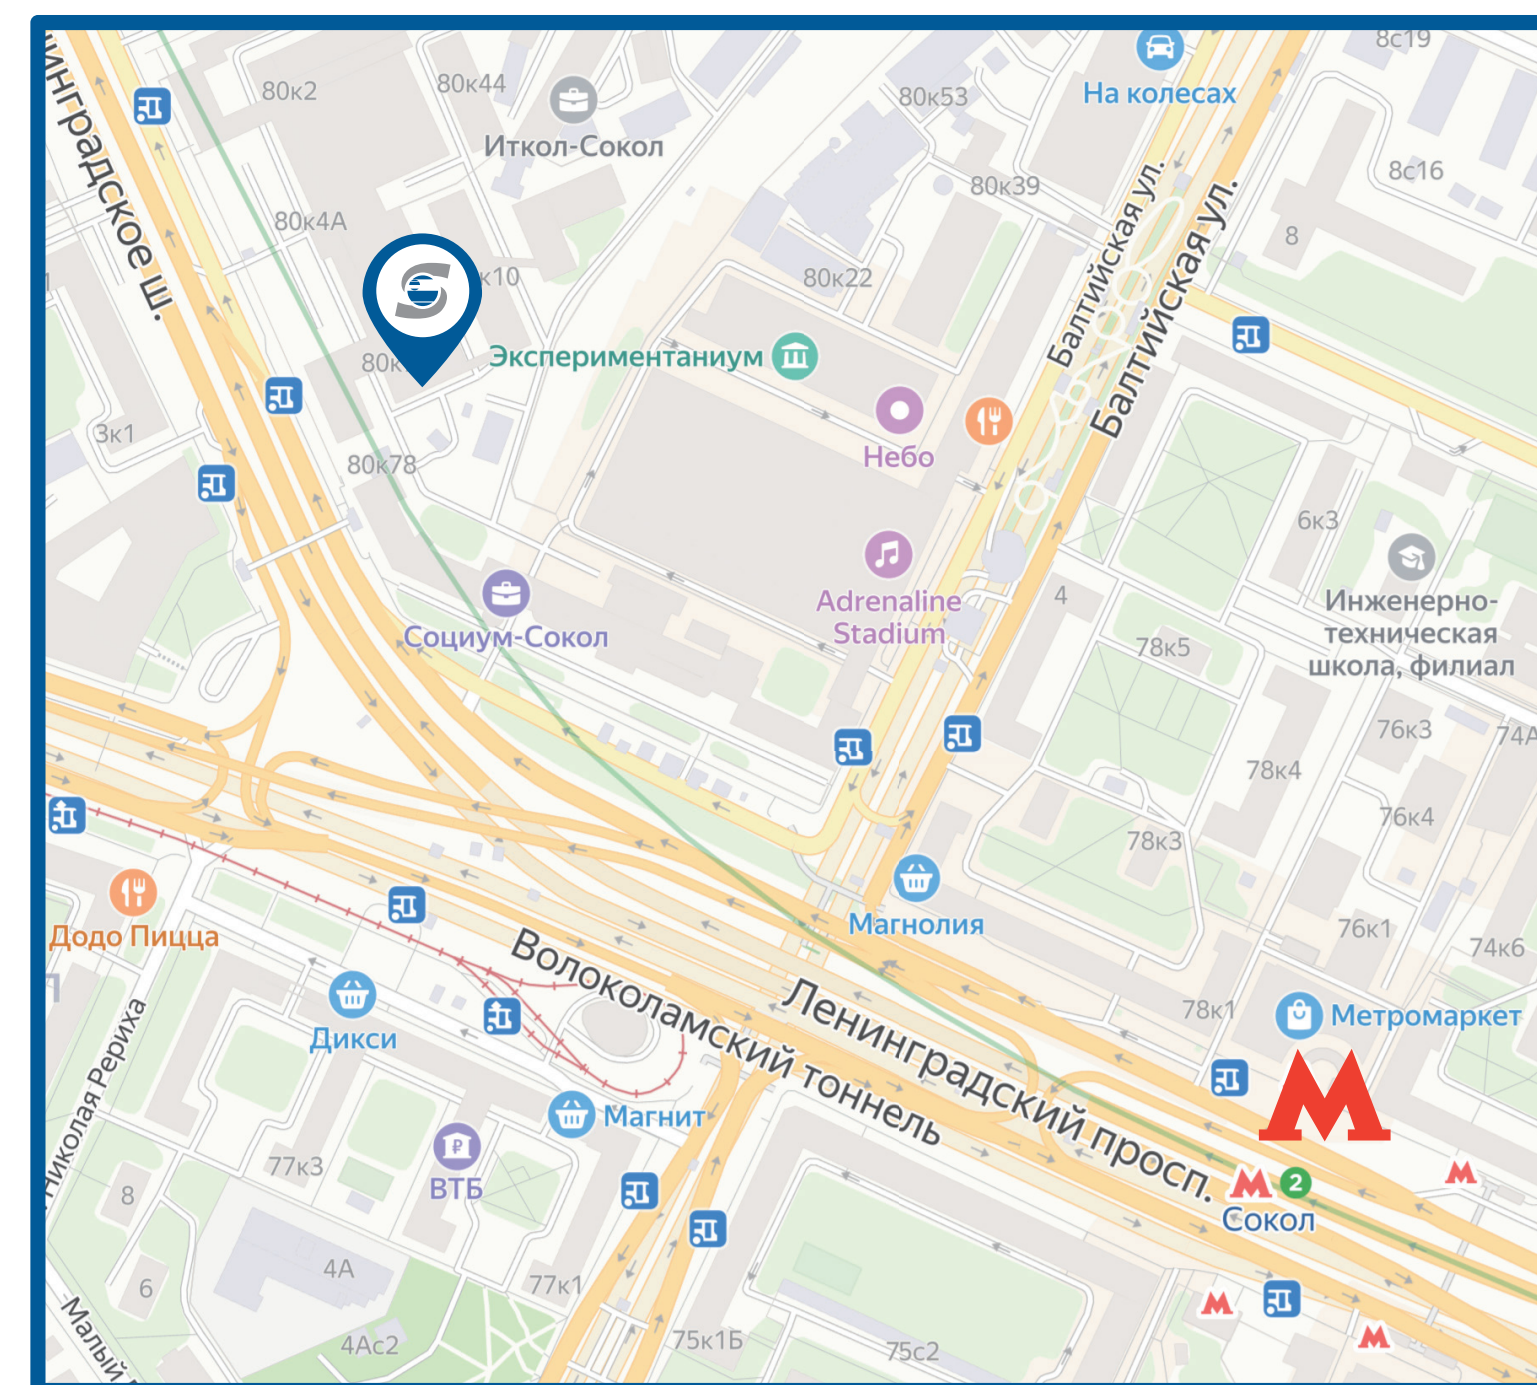 8с19
80к2
80к44
На колесах
80к53
Иткол-Сокол
8с16
80к39
Балтийская ул.
Балтийская ул.
80к4А
8
к10
80к22
ш.
Экспериментаниум
80к
3к1
Небо
80к78
6к3
Adrenaline
Stadium
4
Инженерно-
техническая
школа, филиал
Социум-Сокол
78к5
76к3
74А
78к4
76к4
78к3
Магнолия
Додо Пицца
76к1
74к6
Волоколамский тоннель
Ленинградский просп.
78к1
Метромаркет
Дикси
Николая Рериха
Магнит
77к3
ВТБ
8
М
М
2
М
Сокол
4А
77к1
6
М
М
Малый
4Ас2
75к1Б
75с2